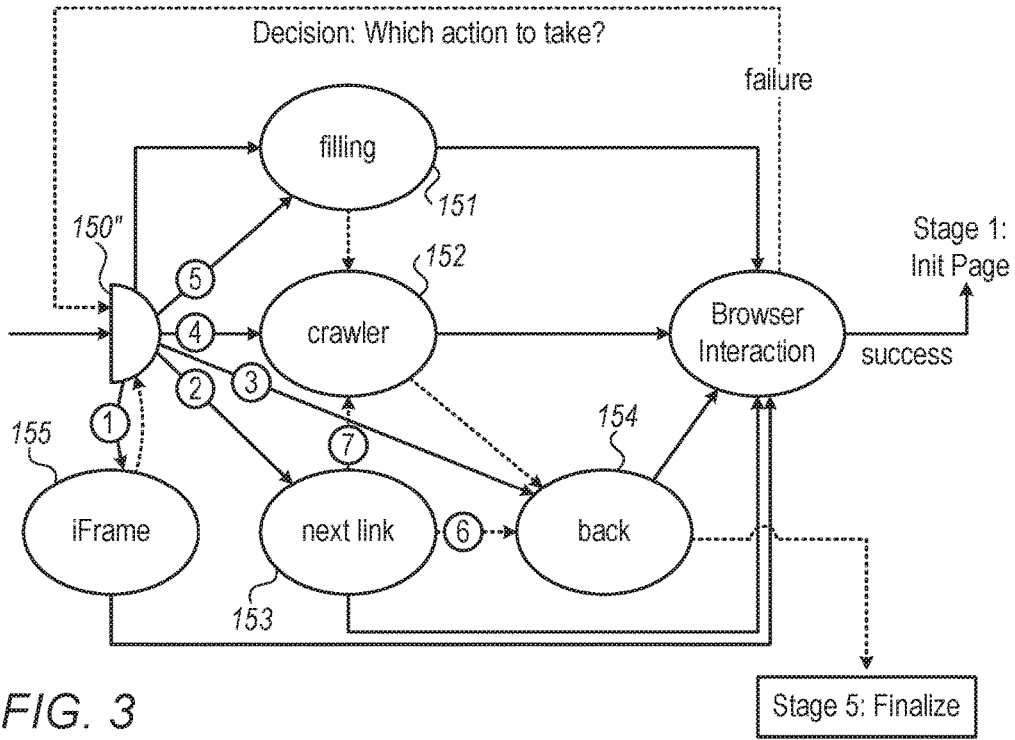 Decision: Which action to take?
failure
filling
151
150"
5
152
Stage 1:
Init Page
4
crawler
Browser
Interaction
success
3
2
1
155
7
154
iFrame
next link
6
back
153
FIG. 3
Stage 5: Finalize